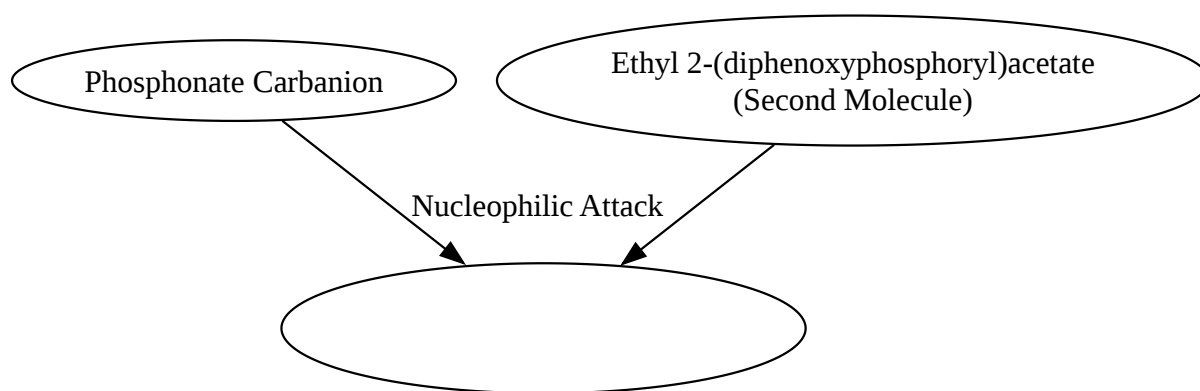 Phosphonate Carbanion
Ethyl 2-(diphenoxyphosphoryl)acetate
(Second Molecule)
Nucleophilic Attack